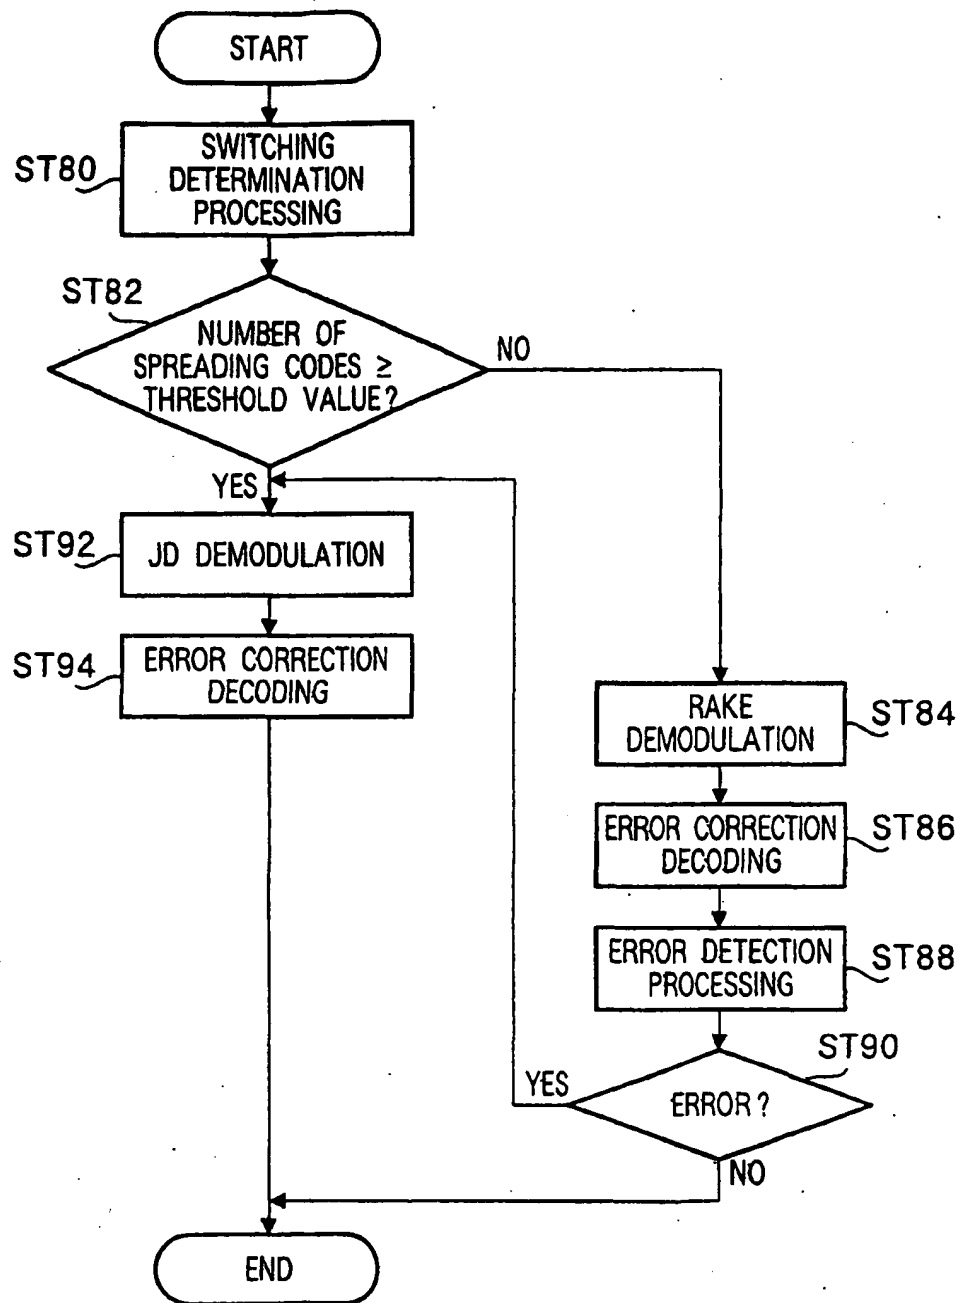 START
ST80
SWITCHING
DETERMINATION
PROCESSING
ST82
NUMBER OF
SPREADING CODES ≥
THRESHOLD VALUE?
NO
YES
ST92
JD DEMODULATION
ST94
ERROR CORRECTION
DECODING
RAKE
DEMODULATION
ST84
ERROR CORRECTION
DECODING
ST86
ERROR DETECTION
PROCESSING
ST88
ST90
YES
ERROR?
NO
END